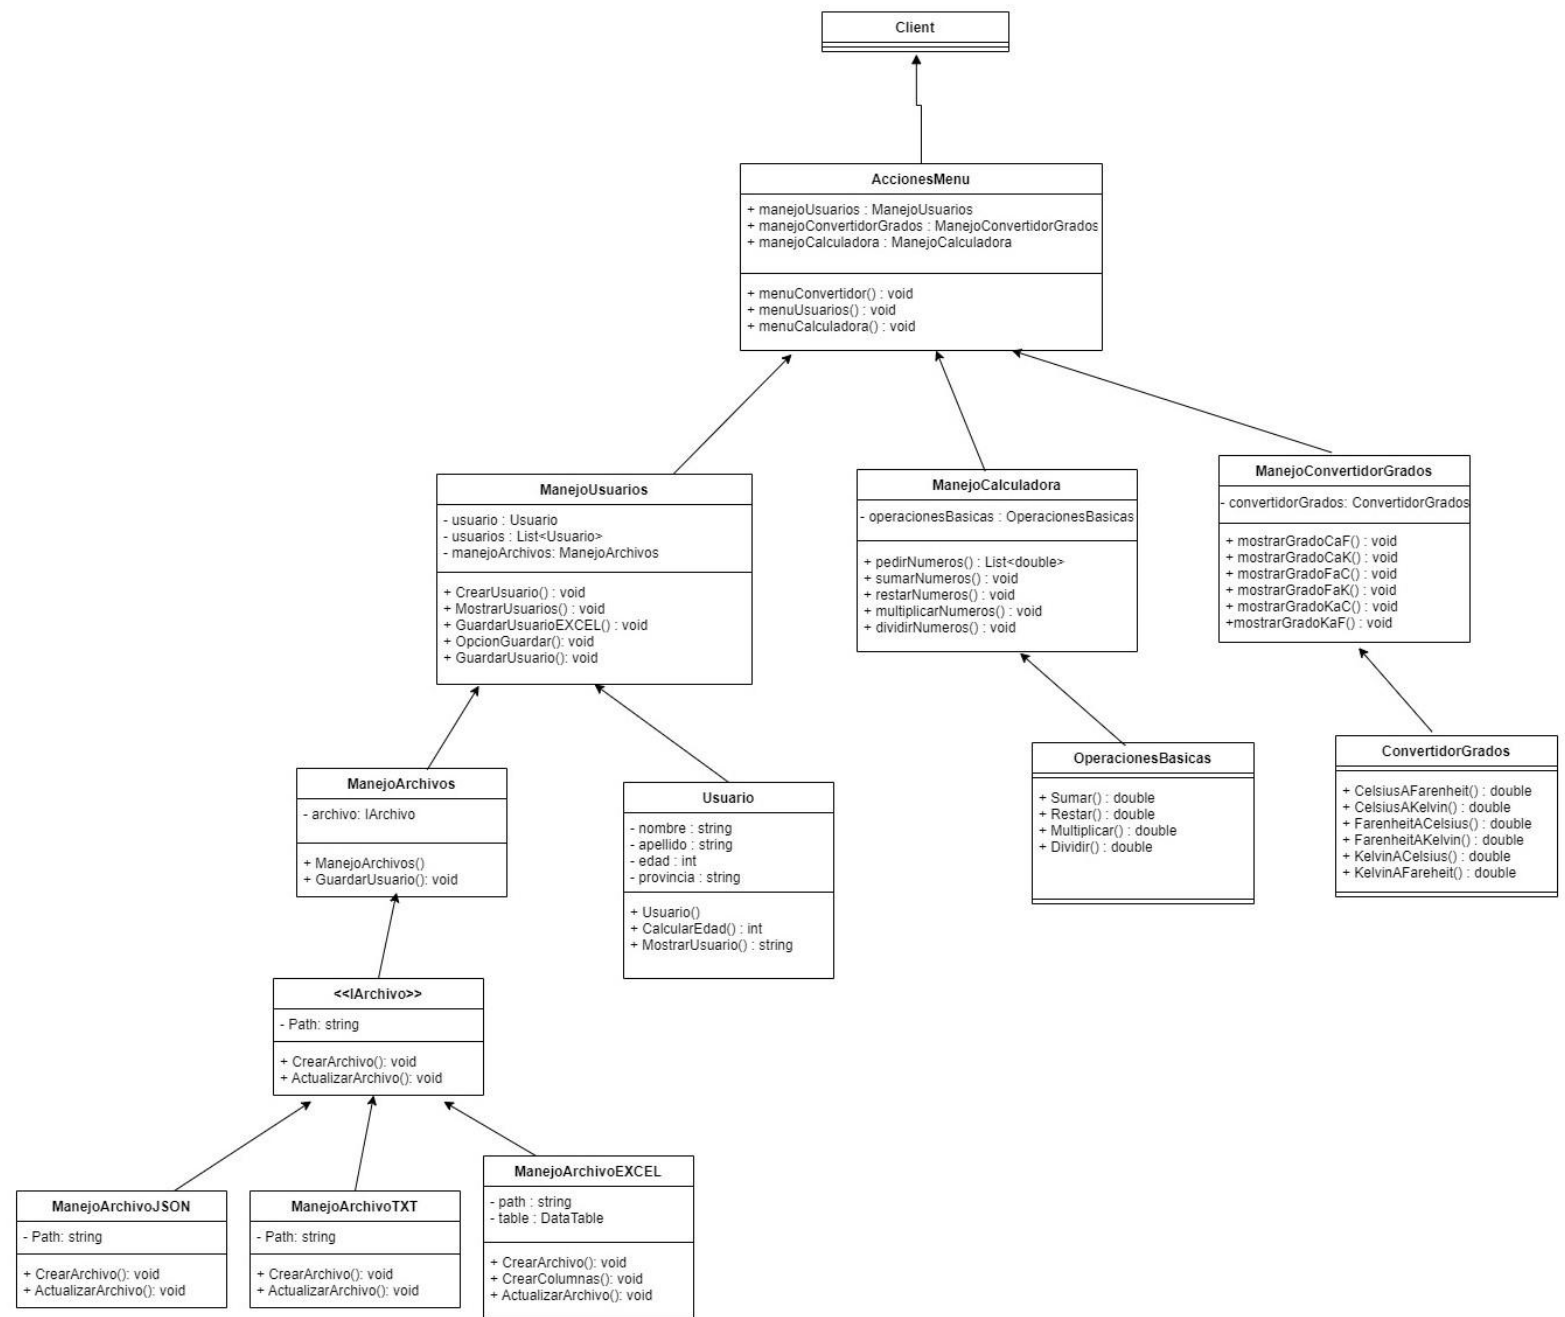 Client
AccionesMenu
+ manejoUsuarios : ManejoUsuarios
+ manejoConvertidorGrados : ManejoConvertidorGrados
+ manejoCalculadora : ManejoCalculadora
+ menuConvertidor() : void
+ menuUsuarios() : void
+ menuCalculadora() : void
ManejoUsuarios
- usuario : Usuario
- usuarios : List<Usuario>
- manejoArchivos: ManejoArchivos
+ CrearUsuario() : void
+ MostrarUsuarios() : void
+ GuardarUsuarioEXCEL() : void
+ OpcionGuardar(): void
+ GuardarUsuario(): void
ManejoCalculadora
- operacionesBasicas : OperacionesBasicas
+ pedirNumeros() : List<double>
+ sumarNumeros() : void
+ restarNumeros() : void
+ multiplicarNumeros() : void
+ dividirNumeros() : void
ManejoConvertidorGrados
- convertidorGrados: ConvertidorGrados
+ mostrarGradoCaF() : void
+ mostrarGradoCaK() : void
+ mostrarGradoFaC() : void
+ mostrarGradoFaK() : void
+ mostrarGradoKaC() : void
+mostrarGradoKaF() : void
ManejoArchivos
- archivo: IArchivo
+ ManejoArchivos()
+ GuardarUsuario(): void
Usuario
- nombre : string
- apellido : string
- edad : int
- provincia : string
+ Usuario()
+ CalcularEdad() : int
+ MostrarUsuario() : string
OperacionesBasicas
+ Sumar() : double
+ Restar() : double
+ Multiplicar() : double
+ Dividir() : double
ConvertidorGrados
+ CelsiusAFarenheit() : double
+ CelsiusAKelvin() : double
+ FarenheitACelsius() : double
+ FarenheitAKelvin() : double
+ KelvinACelsius() : double
+ KelvinAFareheit() : double
<<IArchivo>>
- Path: string
+ CrearArchivo(): void
+ ActualizarArchivo(): void
ManejoArchivoJSON
- Path: string
+ CrearArchivo(): void
+ ActualizarArchivo(): void
ManejoArchivoTXT
- Path: string
+ CrearArchivo(): void
+ ActualizarArchivo(): void
ManejoArchivoEXCEL
- path : string
- table : DataTable
+ CrearArchivo(): void
+ CrearColumnas(): void
+ ActualizarArchivo(): void